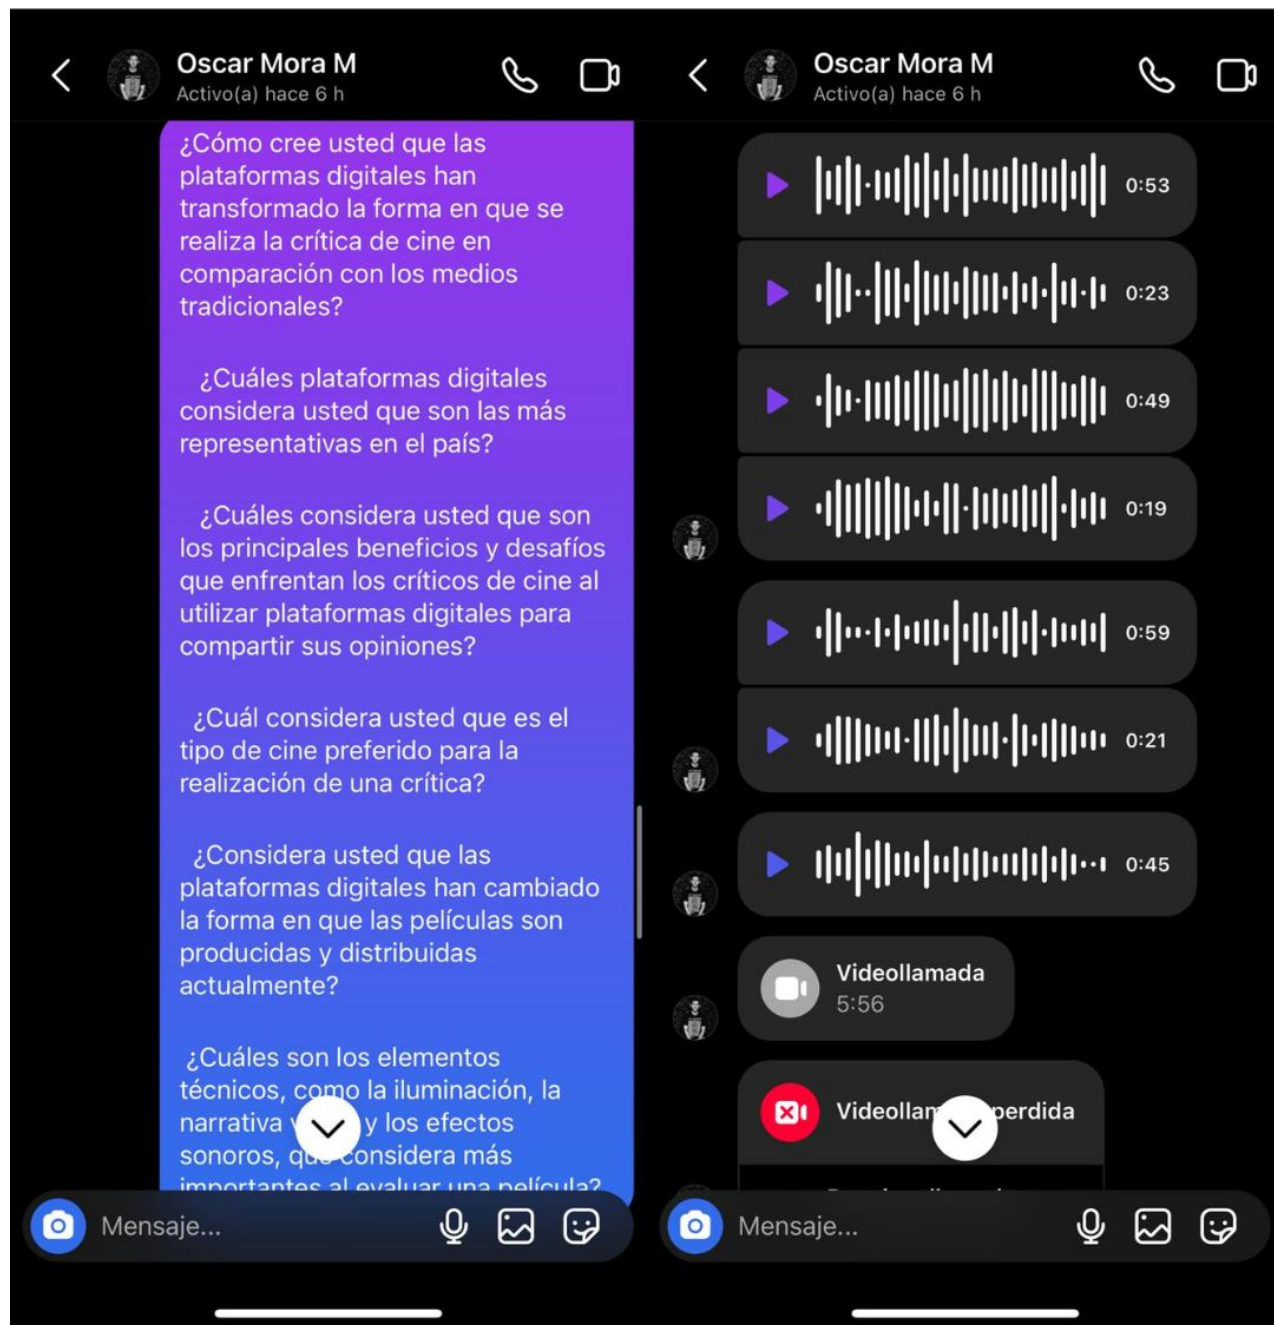 Oscar Mora M
Activo(a) hace 6 h
¿Cómo cree usted que las
plataformas digitales han
transformado la forma en que se
realiza la crítica de cine en
comparación con los medios
tradicionales?
¿Cuáles plataformas digitales
considera usted que son las más
representativas en el país?
¿Cuáles considera usted que son
los principales beneficios y desafíos
que enfrentan los críticos de cine al
utilizar plataformas digitales para
compartir sus opiniones?
¿Cuál considera usted que es el
tipo de cine preferido para la
realización de una crítica?
¿Considera usted que las
plataformas digitales han cambiado
la forma en que las películas son
producidas y distribuidas
actualmente?
¿Cuáles son los elementos
técnicos, como la iluminación, la
narrativa y los efectos
sonoros, que considera más
importantes al evaluar una película?
Mensaje...
Oscar Mora M
Activo(a) hace 6 h
0:53
0:23
0:49
0:19
0:59
0:21
0:45
Videollamada
5:56
perdida
Mensaje...